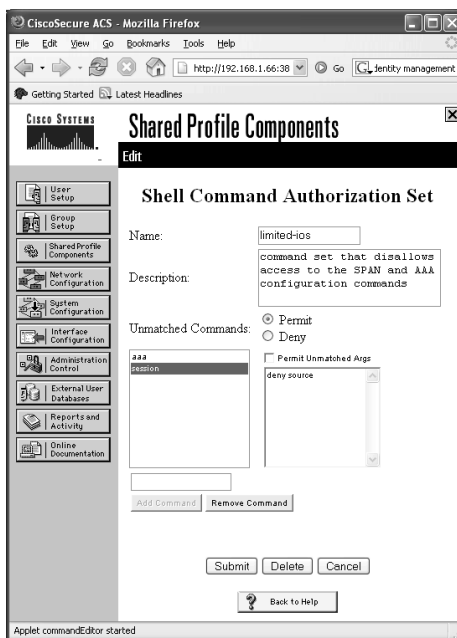 CiscoSecure ACS - Mozilla Firefox
File Edit View Go Bookmarks Tools Help
http://192.168.1.66:38 Go dentity management
Getting Started Latest Headlines
CISCO SYSTEMS
Shared Profile Components
Edit
User Setup
Group Setup
Shared Profile Components
Network Configuration
System Configuration
Interface Configuration
Administration Control
External User Databases
Reports and Activity
Online Documentation
Shell Command Authorization Set
Name: limited-ios
Description:
command set that disallows
access to the SPAN and AAA
configuration commands
Unmatched Commands: Permit
Deny
aaa
session
Permit Unmatched Args
deny source
Add Command Remove Command
Submit Delete Cancel
? Back to Help
Applet commandEditor started